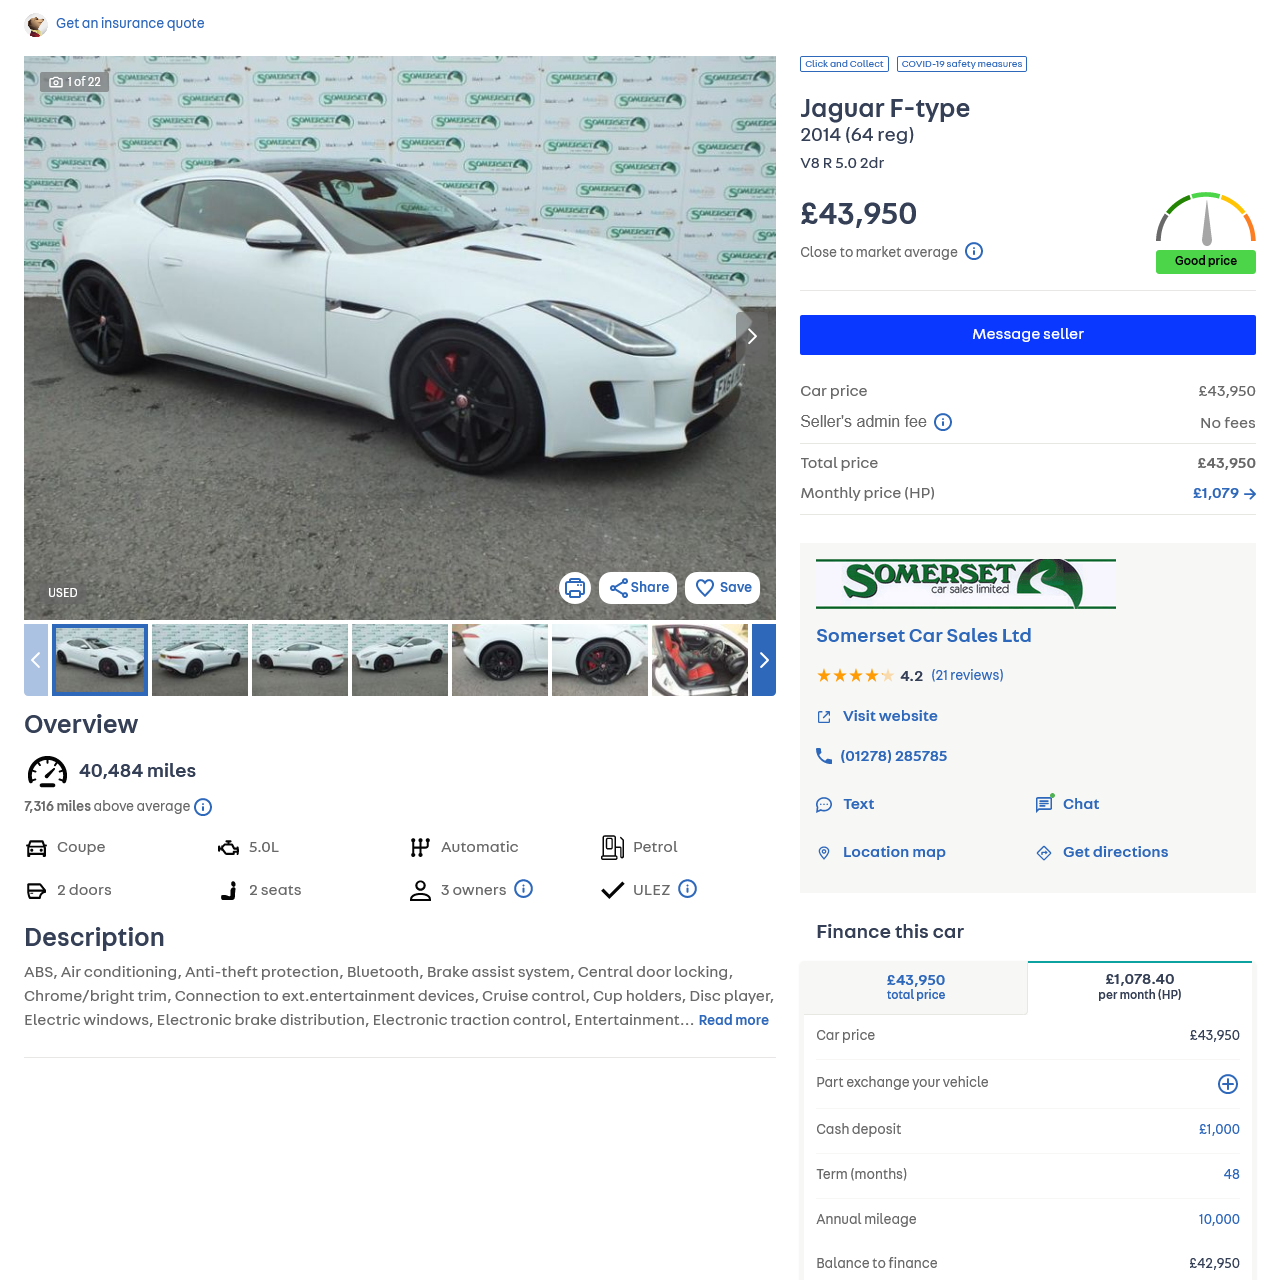 Get an insurance quote
1 of 22
USED
Share
Save
Click and Collect
COVID-19 safety measures
Jaguar F-type
2014 (64 reg)
V8 R 5.0 2dr
£43,950
Close to market average
Good price
Message seller
Car price £43,950
Seller's admin fee No fees
Total price £43,950
Monthly price (HP) £1,079
SOMERSET
car sales limited
Somerset Car Sales Ltd
4.2 (21 reviews)
Visit website
(01278) 285785
Text
Chat
Location map
Get directions
Overview
40,484 miles
7,316 miles above average
Coupe
5.0L
Automatic
Petrol
2 doors
2 seats
3 owners
ULEZ
Description
ABS, Air conditioning, Anti-theft protection, Bluetooth, Brake assist system, Central door locking,
Chrome/bright trim, Connection to ext.entertainment devices, Cruise control, Cup holders, Disc player,
Electric windows, Electronic brake distribution, Electronic traction control, Entertainment... Read more
Finance this car
£43,950
total price
£1,078.40
per month (HP)
Car price £43,950
Part exchange your vehicle
Cash deposit £1,000
Term (months) 48
Annual mileage 10,000
Balance to finance £42,950